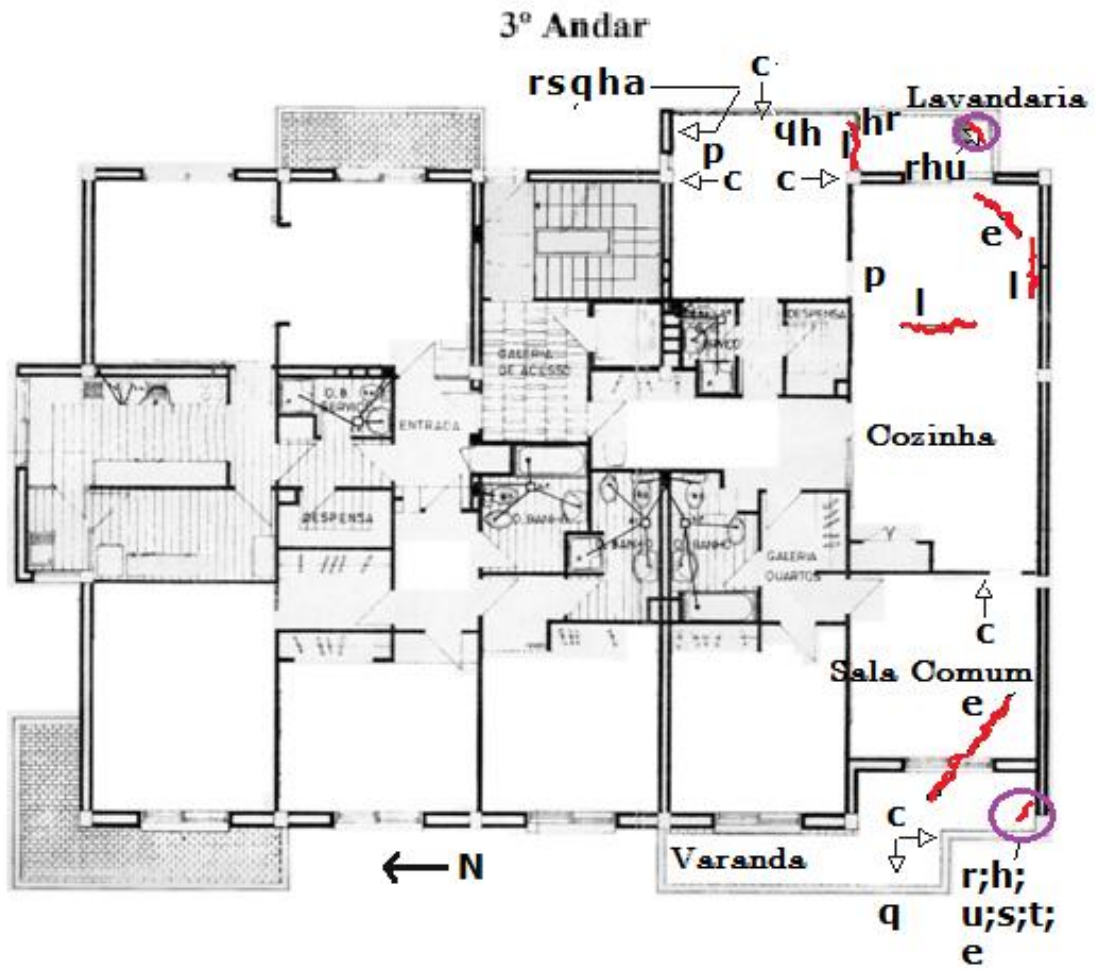 3º Andar
c
rsqha
Lavandaria
qh
hr
l
p
rhu
c
c
e
p
l
l
DESPENSA
GALERIA
DE ACESSO
ENTRADA
Cozinha
DESPENSA
BANHO
GALERIA
QUARTOS
c
Sala Comum
e
c
Varanda
N
r;h;
u;s;t;
e
q